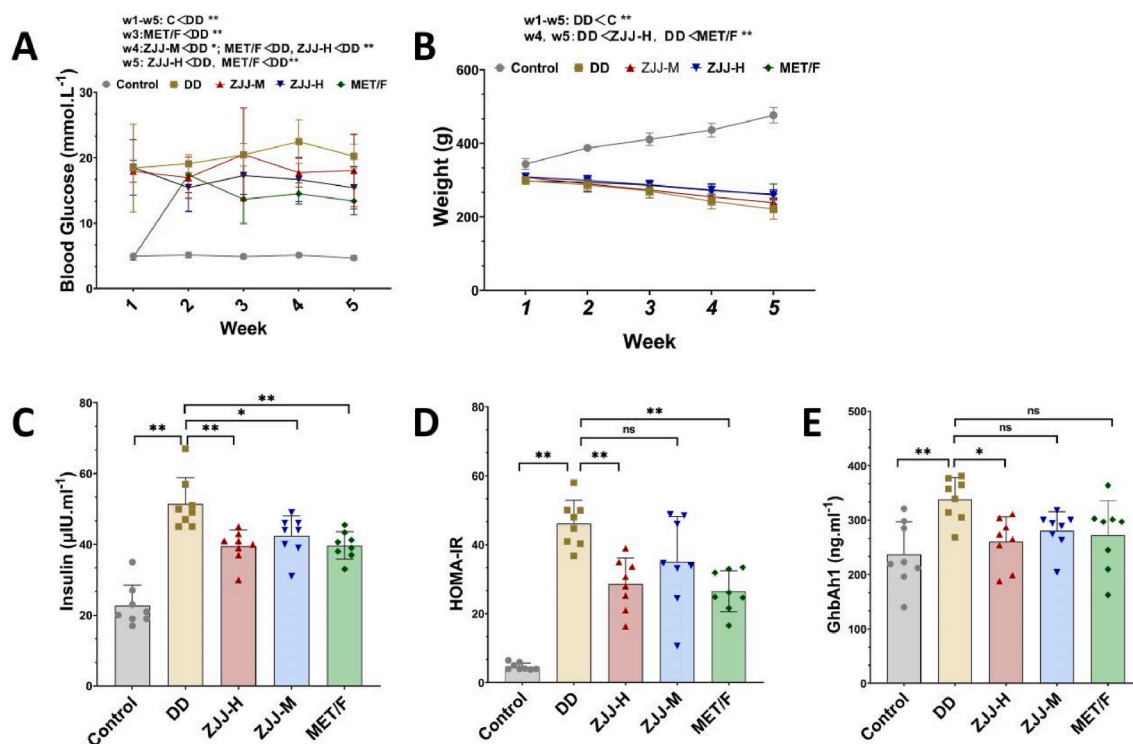 A
w1-w5: C<DD **
w3:MET/F<DD **
w4:ZJJ-M<DD *; MET/F<DD, ZJJ-H<DD **
w5: ZJJ-H<DD, MET/F<DD**
Control DD ZJJ-M ZJJ-H MET/F
Blood Glucose (mmol.L-1)
30
20
10
0
1 2 3 4 5
Week
B
w1-w5: DD<C **
w4, w5:DD<ZJJ-H, DD<MET/F **
Control DD ZJJ-M ZJJ-H MET/F
Weight (g)
600
400
200
0
1 2 3 4 5
Week
C
Insulin (μIU.ml-1)
80
60
40
20
0
**
*
** **
Control DD ZJJ-H ZJJ-M MET/F
D
HOMA-IR
80
60
40
20
0
**
ns
** **
Control DD ZJJ-H ZJJ-M MET/F
E
GhbAh1 (ng.ml-1)
500
400
300
200
100
0
ns
ns
** *
Control DD ZJJ-H ZJJ-M MET/F